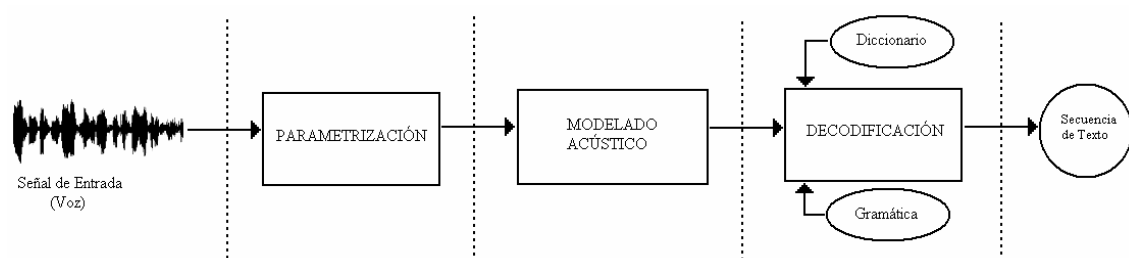 Señal de Entrada
(Voz)
PARAMETRIZACIÓN
MODELADO
ACÚSTICO
Diccionario
DECODIFICACIÓN
Gramática
Secuencia
de Texto